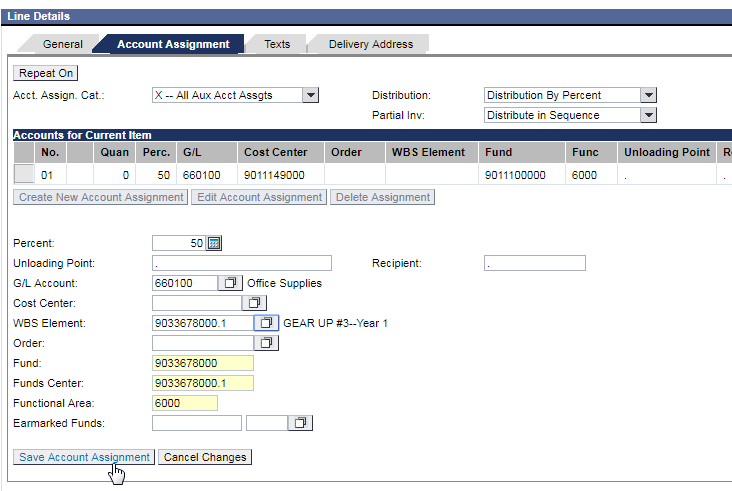 Line Details
General Account Assignment Texts Delivery Address
Repeat On
Acct. Assign. Cat.: X -- All Aux Acct Assgts Distribution: Distribution By Percent
Partial Inv: Distribute in Sequence
Accounts for Current Item
No. Quan Perc. G/L Cost Center Order WBS Element Fund Func Unloading Point
01 0 50 660100 9011149000 9011100000 6000 . .
Create New Account Assignment Edit Account Assignment Delete Assignment
Percent: 50
Unloading Point: . Recipient: .
G/L Account: 660100 Office Supplies
Cost Center:
WBS Element: 9033678000.1 GEAR UP #3--Year 1
Order:
Fund: 9033678000
Funds Center: 9033678000.1
Functional Area: 6000
Earmarked Funds:
Save Account Assignment Cancel Changes